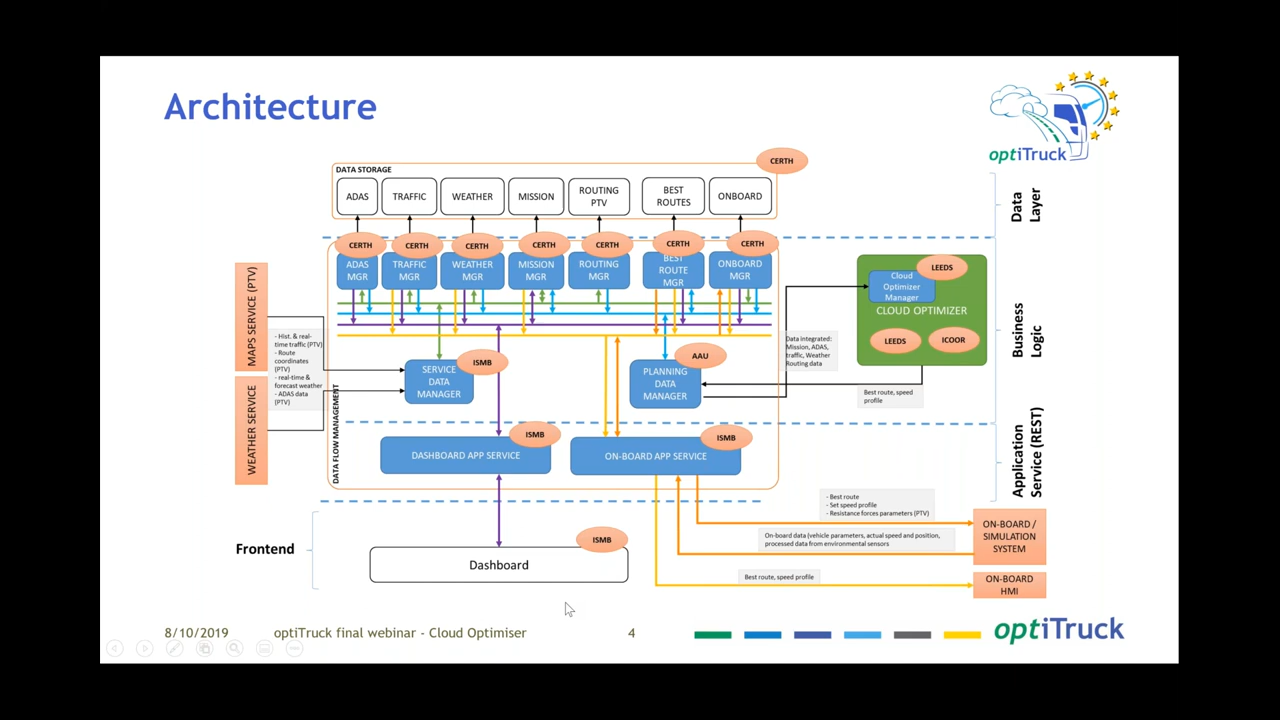 Architecture
optiTruck
CERTH
DATA STORAGE
ADAS
TRAFFIC
WEATHER
MISSION
ROUTING
PTV
BEST
ROUTES
ONBOARD
Data
Layer
CERTH
CERTH
CERTH
CERTH
CERTH
CERTH
CERTH
ADAS
MGR
TRAFFIC
MGR
WEATHER
MGR
MISSION
MGR
ROUTING
MGR
BEST
ROUTE
MGR
ONBOARD
MGR
LEEDS
Cloud
Optimizer
Manager
CLOUD OPTIMIZER
LEEDS
ICOOR
Business
Logic
MAPS SERVICE (PTV)
WEATHER SERVICE
- Hist. & real-
time traffic (PTV)
- Route
coordinates
(PTV)
- real-time &
forecast weather
- ADAS data
(PTV)
Data integrated:
Mission, ADAS,
traffic, Weather
Routing data
ISMB
SERVICE
DATA
MANAGER
AAU
PLANNING
DATA
MANAGER
Best route, speed
profile
DATA FLOW MANAGEMENT
ISMB
DASHBOARD APP SERVICE
ISMB
ON-BOARD APP SERVICE
Application
Service (REST)
- Best route
- Set speed profile
- Resistance forces parameters (PTV)
On-board data (vehicle parameters, actual speed and position,
processed data from environmental sensors
ON-BOARD /
SIMULATION
SYSTEM
Frontend
ISMB
Dashboard
Best route, speed profile
ON-BOARD
HMI
8/10/2019
optiTruck final webinar - Cloud Optimiser
4
optiTruck